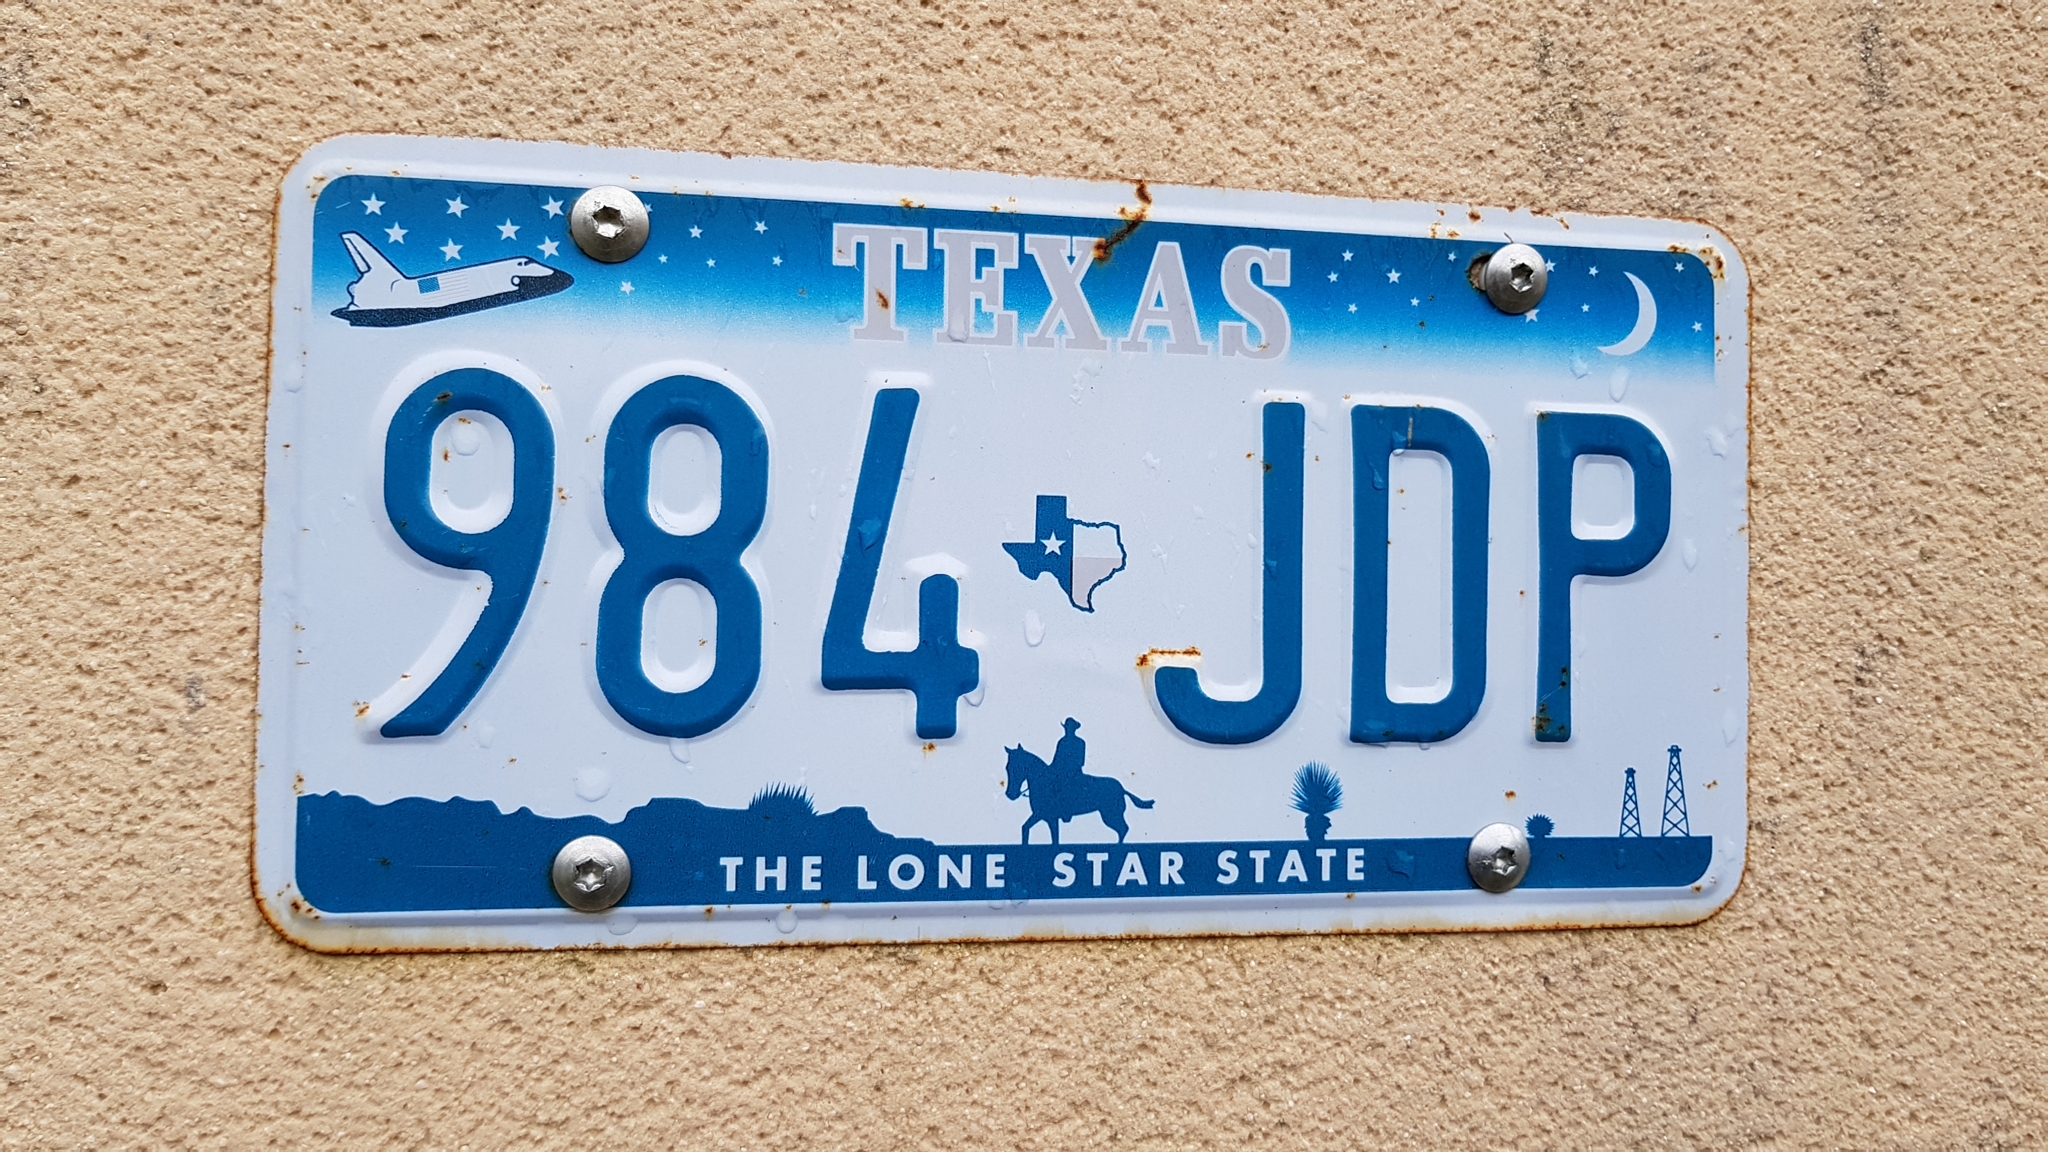 TEXAS
984 JDP
THE LONE STAR STATE